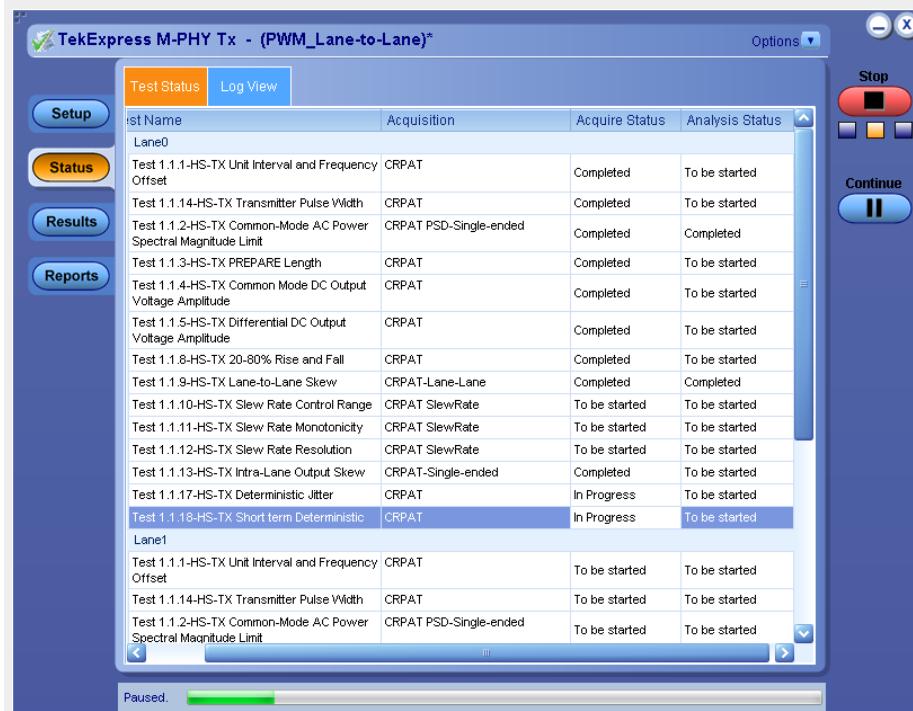 TekExpress M-PHY Tx - (PWM_Lane-to-Lane)*
Options
Stop
Continue
Setup
Status
Results
Reports
Test Status
Log View
st Name Acquisition Acquire Status Analysis Status
Lane0
Test 1.1.1-HS-TX Unit Interval and Frequency Offset CRPAT Completed To be started
Test 1.1.14-HS-TX Transmitter Pulse Width CRPAT Completed To be started
Test 1.1.2-HS-TX Common-Mode AC Power Spectral Magnitude Limit CRPAT PSD-Single-ended Completed Completed
Test 1.1.3-HS-TX PREPARE Length CRPAT Completed To be started
Test 1.1.4-HS-TX Common Mode DC Output Voltage Amplitude CRPAT Completed To be started
Test 1.1.5-HS-TX Differential DC Output Voltage Amplitude CRPAT Completed To be started
Test 1.1.8-HS-TX 20-80% Rise and Fall CRPAT Completed To be started
Test 1.1.9-HS-TX Lane-to-Lane Skew CRPAT-Lane-Lane Completed Completed
Test 1.1.10-HS-TX Slew Rate Control Range CRPAT SlewRate To be started To be started
Test 1.1.11-HS-TX Slew Rate Monotonicity CRPAT SlewRate To be started To be started
Test 1.1.12-HS-TX Slew Rate Resolution CRPAT SlewRate To be started To be started
Test 1.1.13-HS-TX Intra-Lane Output Skew CRPAT-Single-ended Completed To be started
Test 1.1.17-HS-TX Deterministic Jitter CRPAT In Progress To be started
Test 1.1.18-HS-TX Short term Deterministic CRPAT In Progress To be started
Lane1
Test 1.1.1-HS-TX Unit Interval and Frequency Offset CRPAT To be started To be started
Test 1.1.14-HS-TX Transmitter Pulse Width CRPAT To be started To be started
Test 1.1.2-HS-TX Common-Mode AC Power Spectral Magnitude Limit CRPAT PSD-Single-ended To be started To be started
Paused.